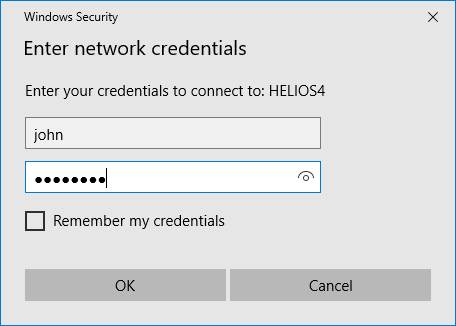 Windows Security
Enter network credentials
Enter your credentials to connect to: HELIOS4
john
●●●●●●●●
Remember my credentials
OK
Cancel